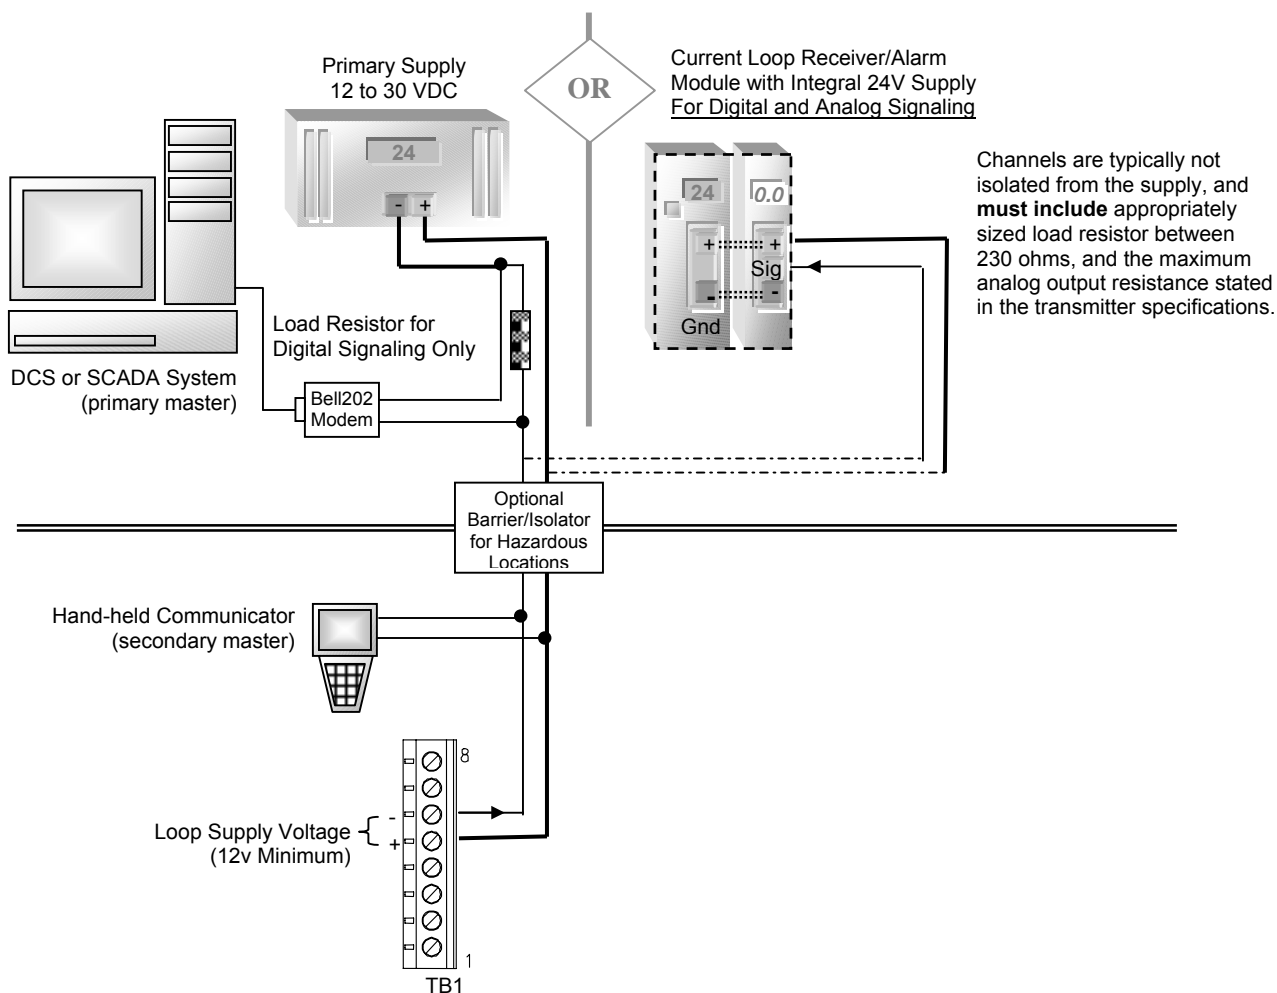 Primary Supply
12 to 30 VDC
OR
Current Loop Receiver/Alarm
Module with Integral 24V Supply
For Digital and Analog Signaling
24
- +
24
0.0
+ +
Sig
- -
Gnd
Channels are typically not
isolated from the supply, and
must include appropriately
sized load resistor between
230 ohms, and the maximum
analog output resistance stated
in the transmitter specifications.
Load Resistor for
Digital Signaling Only
DCS or SCADA System
(primary master)
Bell202
Modem
Optional
Barrier/Isolator
for Hazardous
Locations
Hand-held Communicator
(secondary master)
8
Loop Supply Voltage
(12v Minimum)
-
+
1
TB1